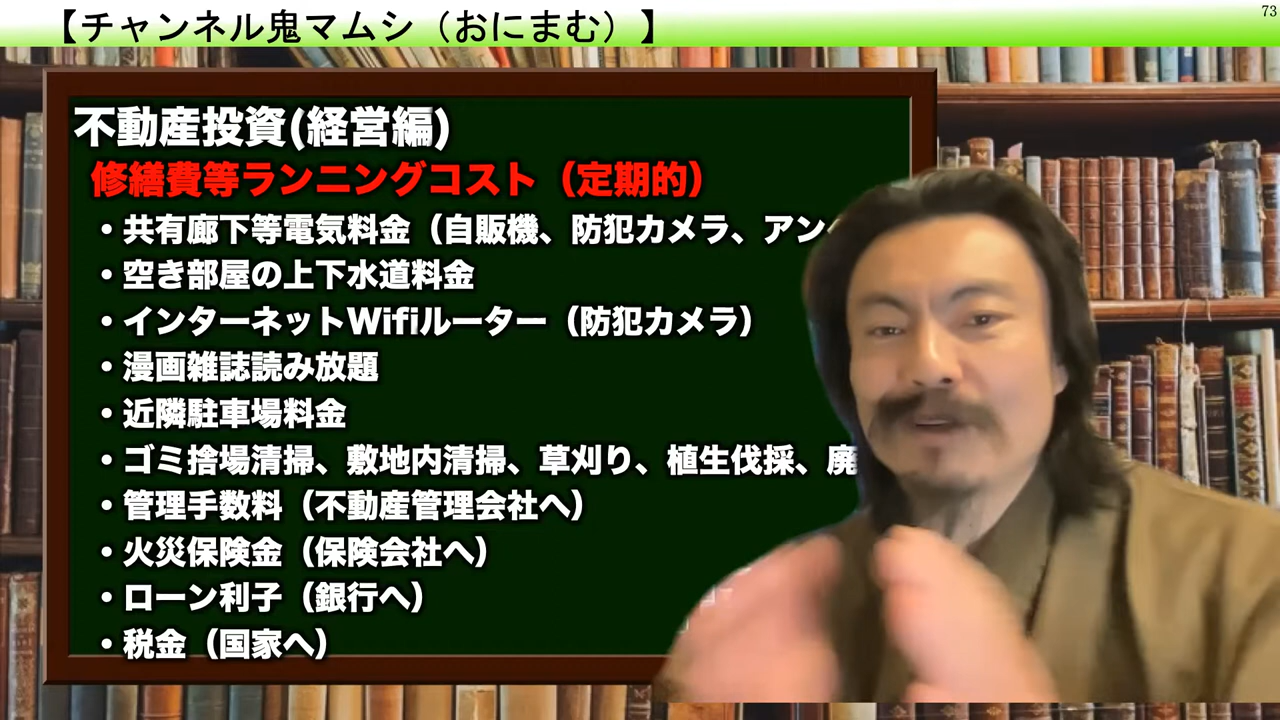 【チャンネル鬼マムシ（おにまむ）】
73
不動産投資(経営編)
修繕費等ランニングコスト（定期的）
・共有廊下等電気料金（自販機、防犯カメラ、アン
・空き部屋の上下水道料金
・インターネットWifiルーター（防犯カメラ）
・漫画雑誌読み放題
・近隣駐車場料金
・ゴミ捨場清掃、敷地内清掃、草刈り、植生伐採、廃
・管理手数料（不動産管理会社へ）
・火災保険金（保険会社へ）
・ローン利子（銀行へ）
・税金（国家へ）